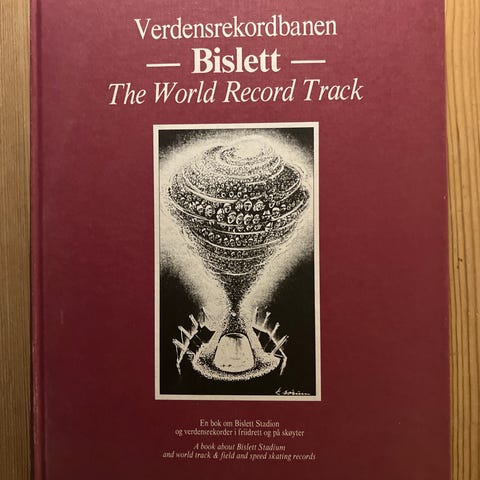 Verdensrekordbanen
— Bislett —
The World Record Track
En bok om Bislett Stadion
og verdensrekorder i friidrett og på skøyter
A book about Bislett Stadium
and world track & field and speed skating records